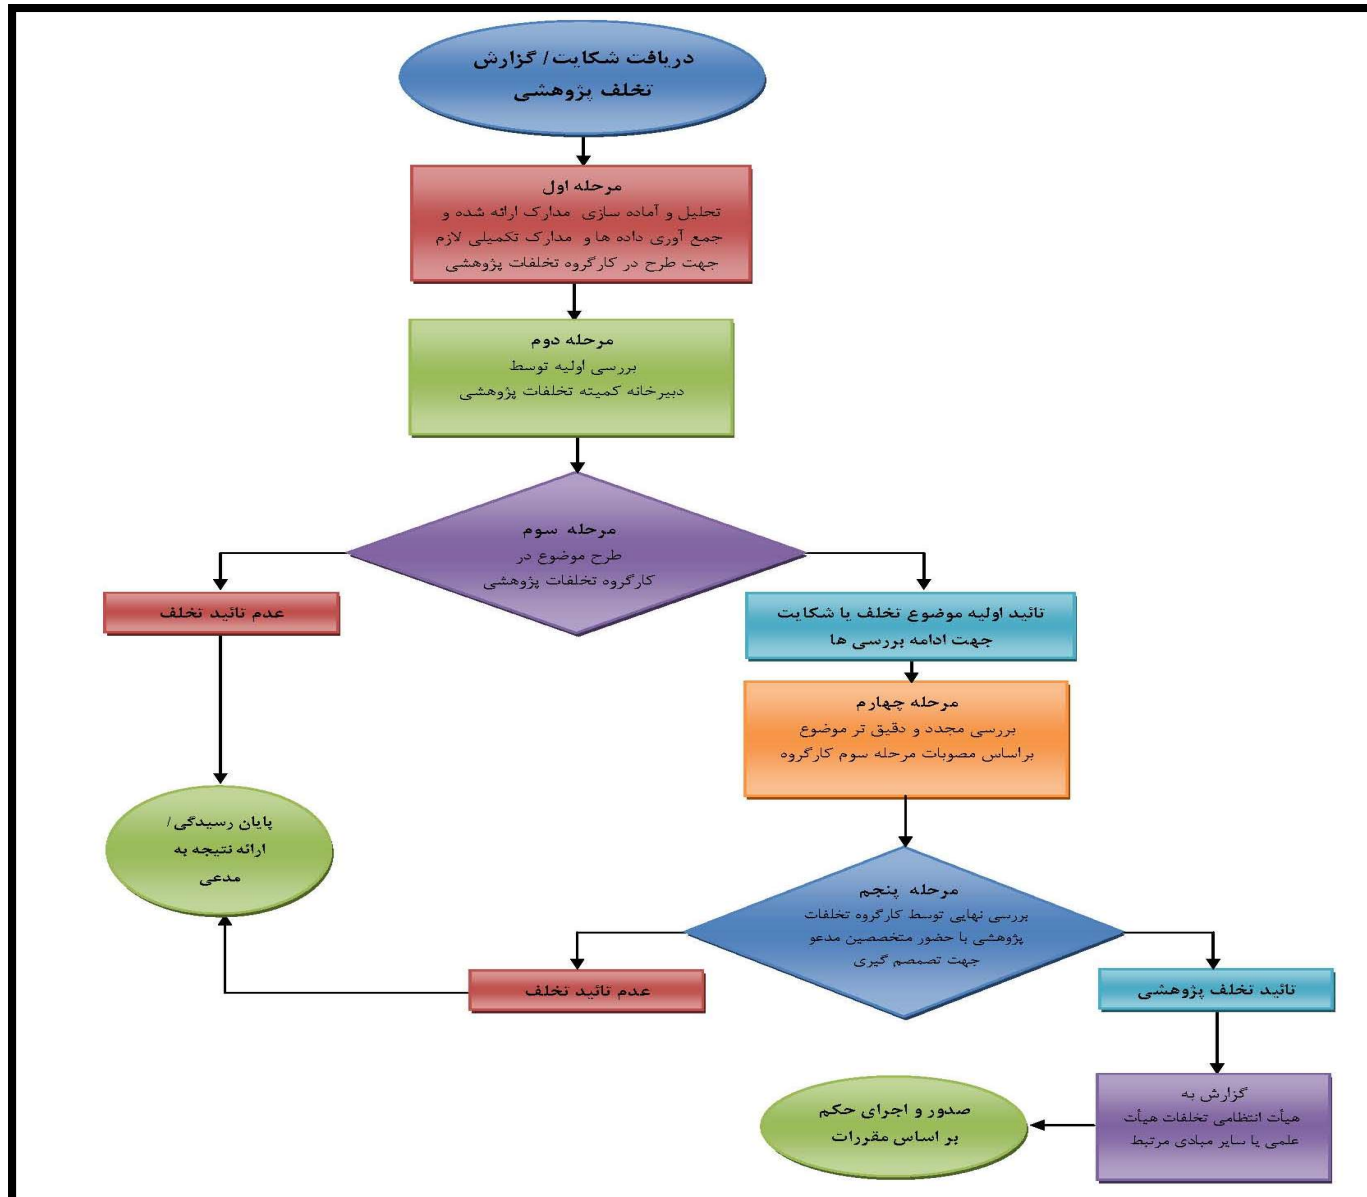 دریافت شکایت/ گزارش
تخلف پژوهشی
مرحله اول
تحلیل و آماده سازی مدارک ارائه شده و
جمع آوری داده ها و مدارک تکمیلی لازم
جهت طرح در کارگروه تخلفات پژوهشی
مرحله دوم
بررسی اولیه توسط
دبیرخانه کمیته تخلفات پژوهشی
مرحله سوم
طرح موضوع در
کارگروه تخلفات پژوهشی
تائید اولیه موضوع تخلف یا شکایت
جهت ادامه بررسی ها
عدم تائید تخلف
مرحله چهارم
بررسی مجدد و دقیق تر موضوع
براساس مصوبات مرحله سوم کارگروه
پایان رسیدگی/
ارائه نتیجه به
مدعی
مرحله پنجم
بررسی نهایی توسط کارگروه تخلفات
پژوهشی با حضور متخصصین مدعو
جهت تصمصم گیری
تائید تخلف پژوهشی
عدم تائید تخلف
گزارش به
هیأت انتظامی تخلفات هیأت
علمی یا سایر مبادی مرتبط
صدور و اجرای حکم
بر اساس مقررات